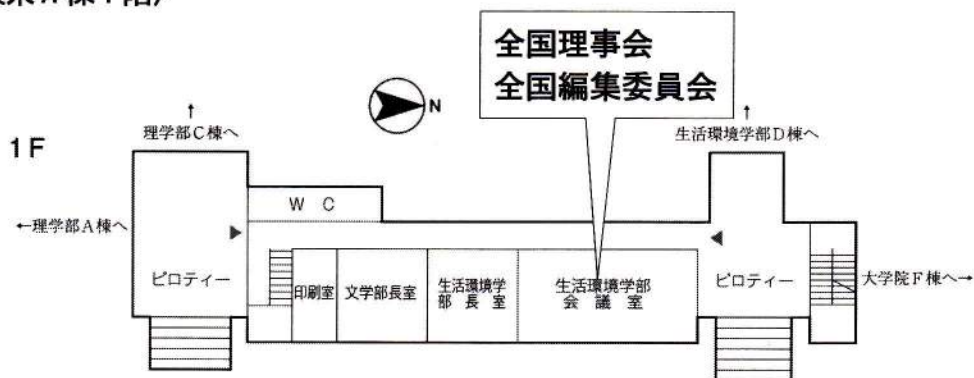 全国理事会
全国編集委員会
N
↑
理学部C棟へ
↑
生活環境学部D棟へ
1F
W C
←理学部A棟へ
ピロティー
印刷室
文学部長室
生活環境学
部長室
生活環境学部
会議室
ピロティー
大学院F棟へ→